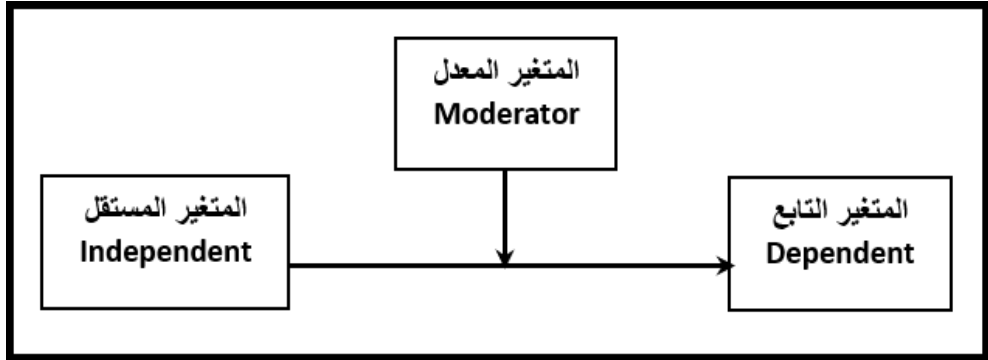 المتغير المعدل
Moderator
المتغير المستقل
Independent
المتغير التابع
Dependent